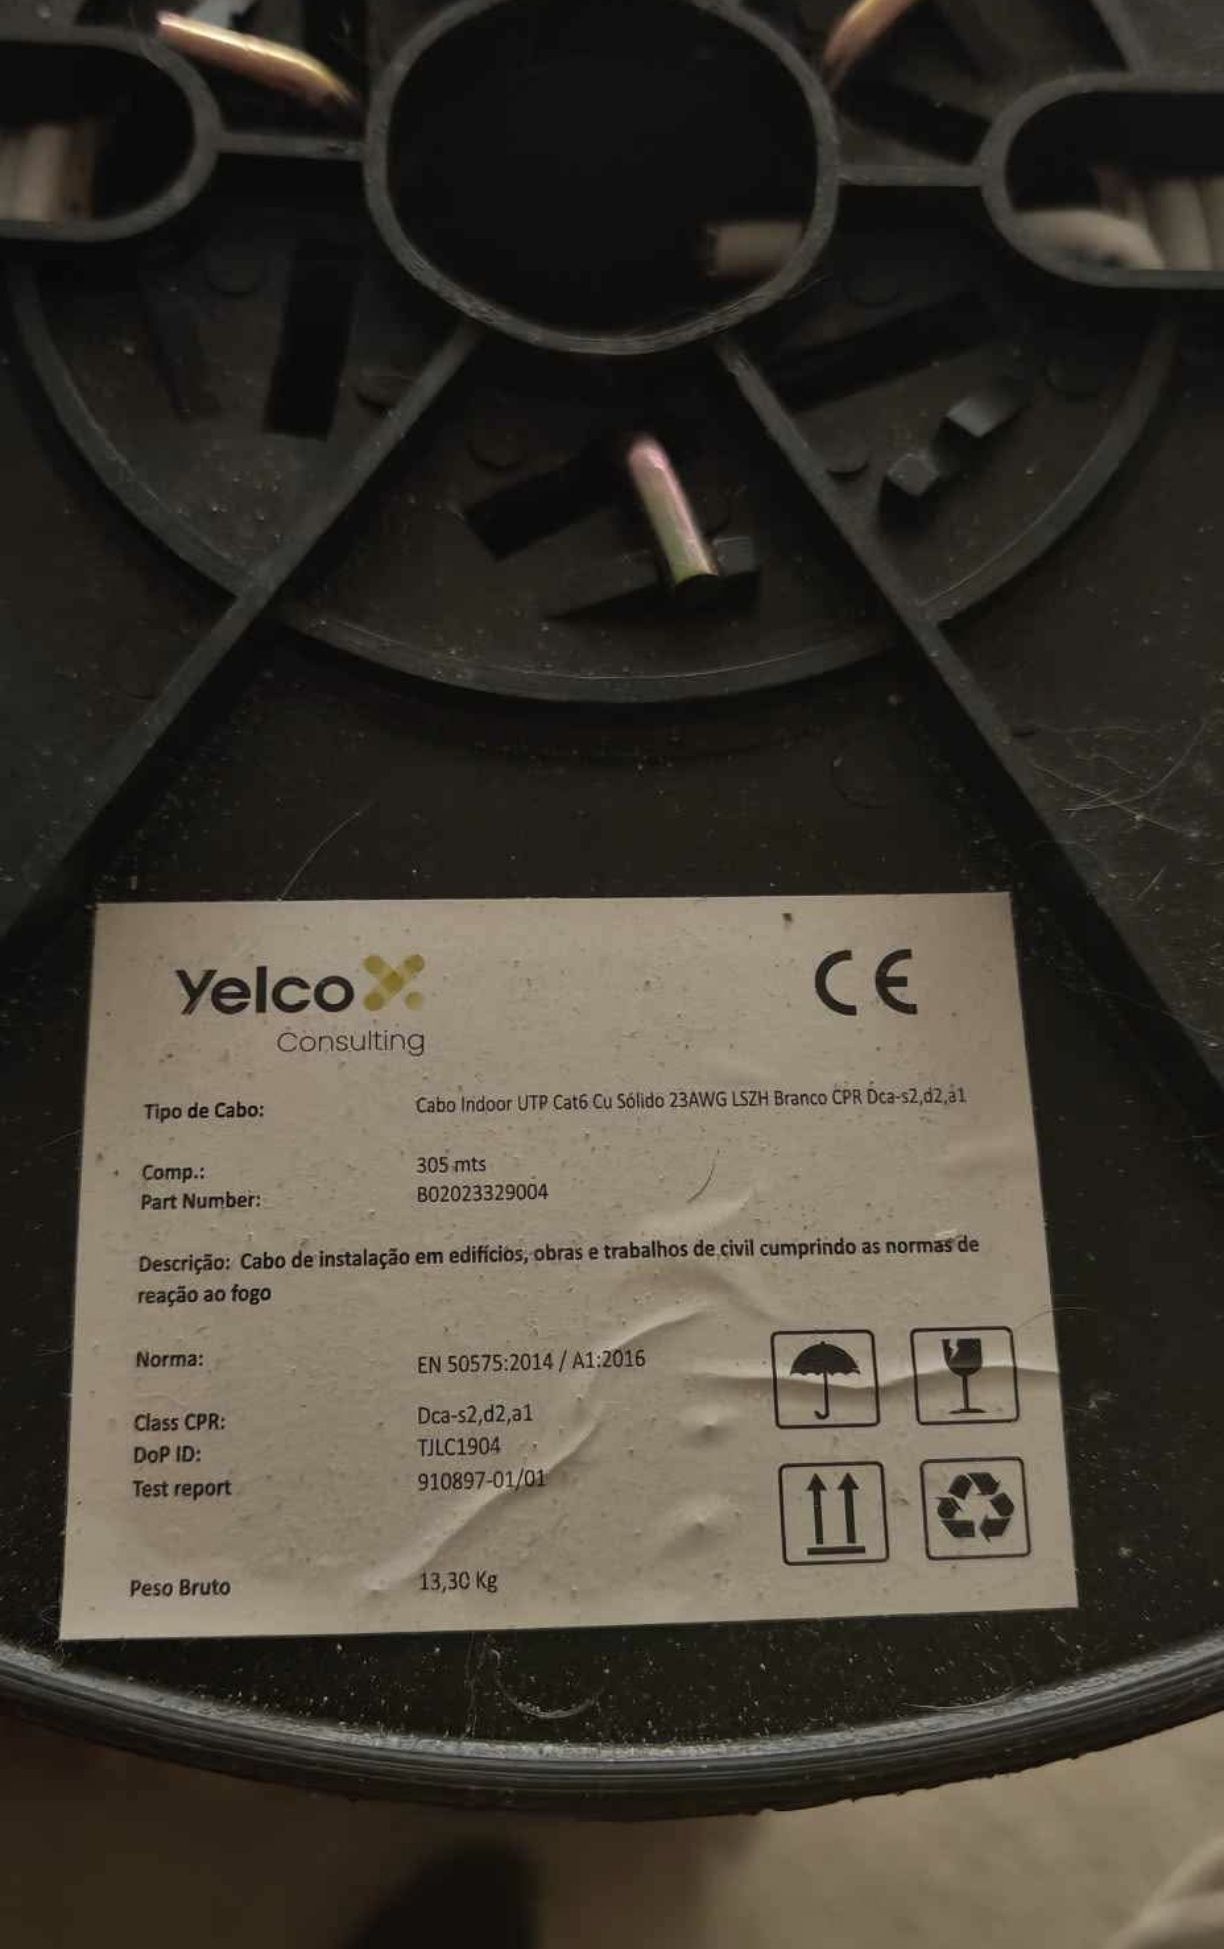 Yelco
Consulting
CE
Tipo de Cabo: Cabo Indoor UTP Cat6 Cu Sólido 23AWG LSZH Branco CPR Dca-s2,d2,a1
Comp.: 305 mts
Part Number: B02023329004
Descrição: Cabo de instalação em edifícios, obras e trabalhos de civil cumprindo as normas de
reação ao fogo
Norma: EN 50575:2014 / A1:2016
Class CPR: Dca-s2,d2,a1
DoP ID: TJLC1904
Test report 910897-01/01
Peso Bruto 13,30 Kg